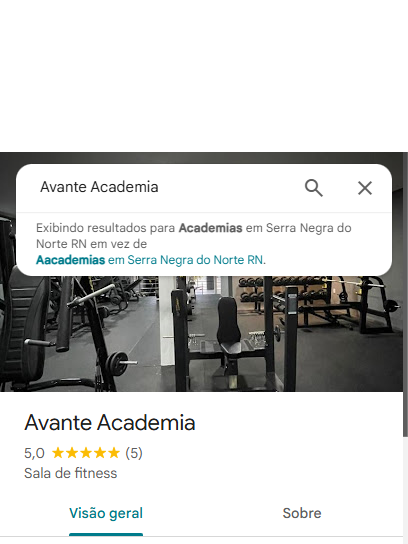 Avante Academia
Exibindo resultados para Academias em Serra Negra do
Norte RN em vez de
Aacademias em Serra Negra do Norte RN.
Avante Academia
5,0 ★★★★★ (5)
Sala de fitness
Visão geral
Sobre